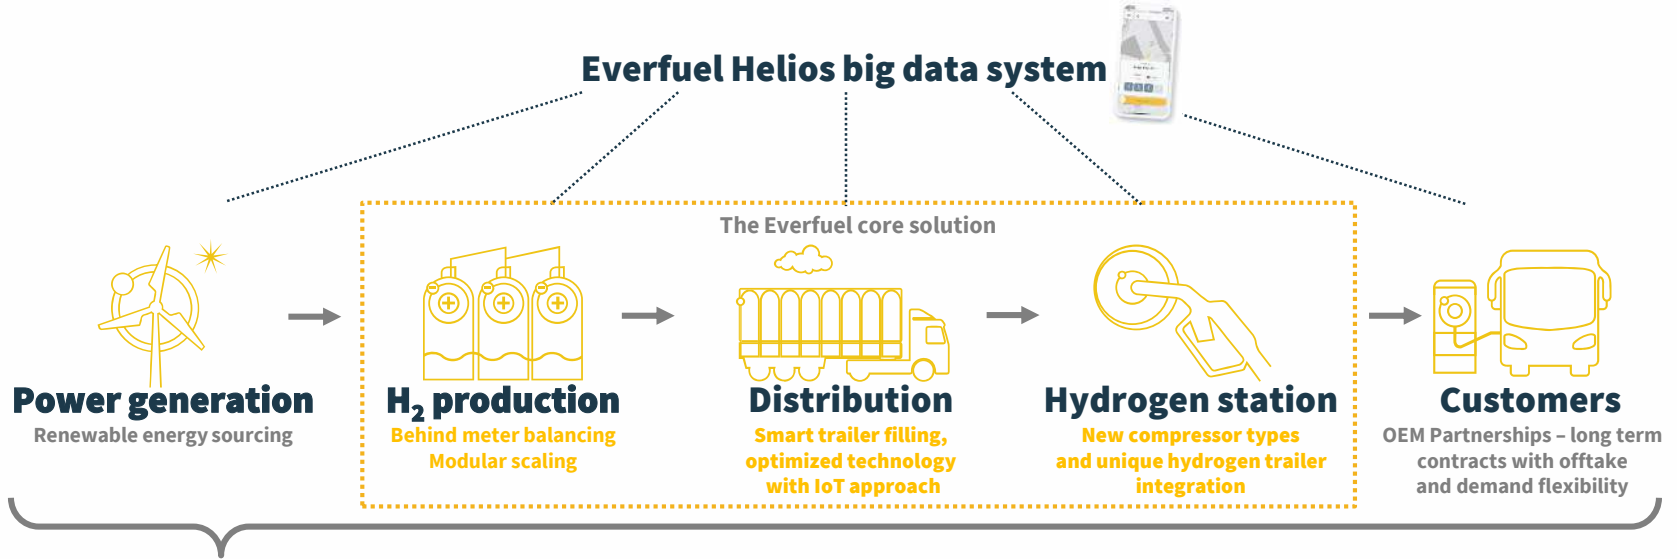 Everfuel Helios big data system
The Everfuel core solution
Power generation
Renewable energy sourcing
H₂ production
Behind meter balancing
Modular scaling
Distribution
Smart trailer filling,
optimized technology
with IoT approach
Hydrogen station
New compressor types
and unique hydrogen trailer
integration
Customers
OEM Partnerships – long term
contracts with offtake
and demand flexibility